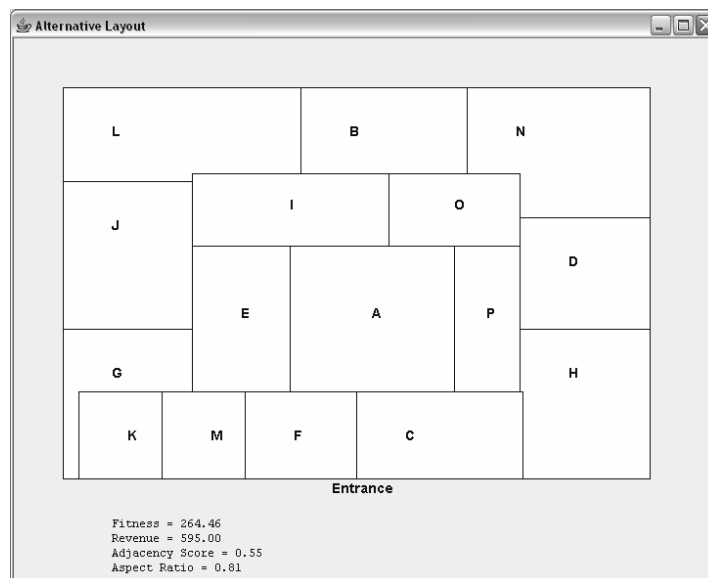 Alternative Layout
L B N
I O
J
D
E A P
G H
K M F C
Entrance
Fitness = 264.46
Revenue = 595.00
Adjacency Score = 0.55
Aspect Ratio = 0.81